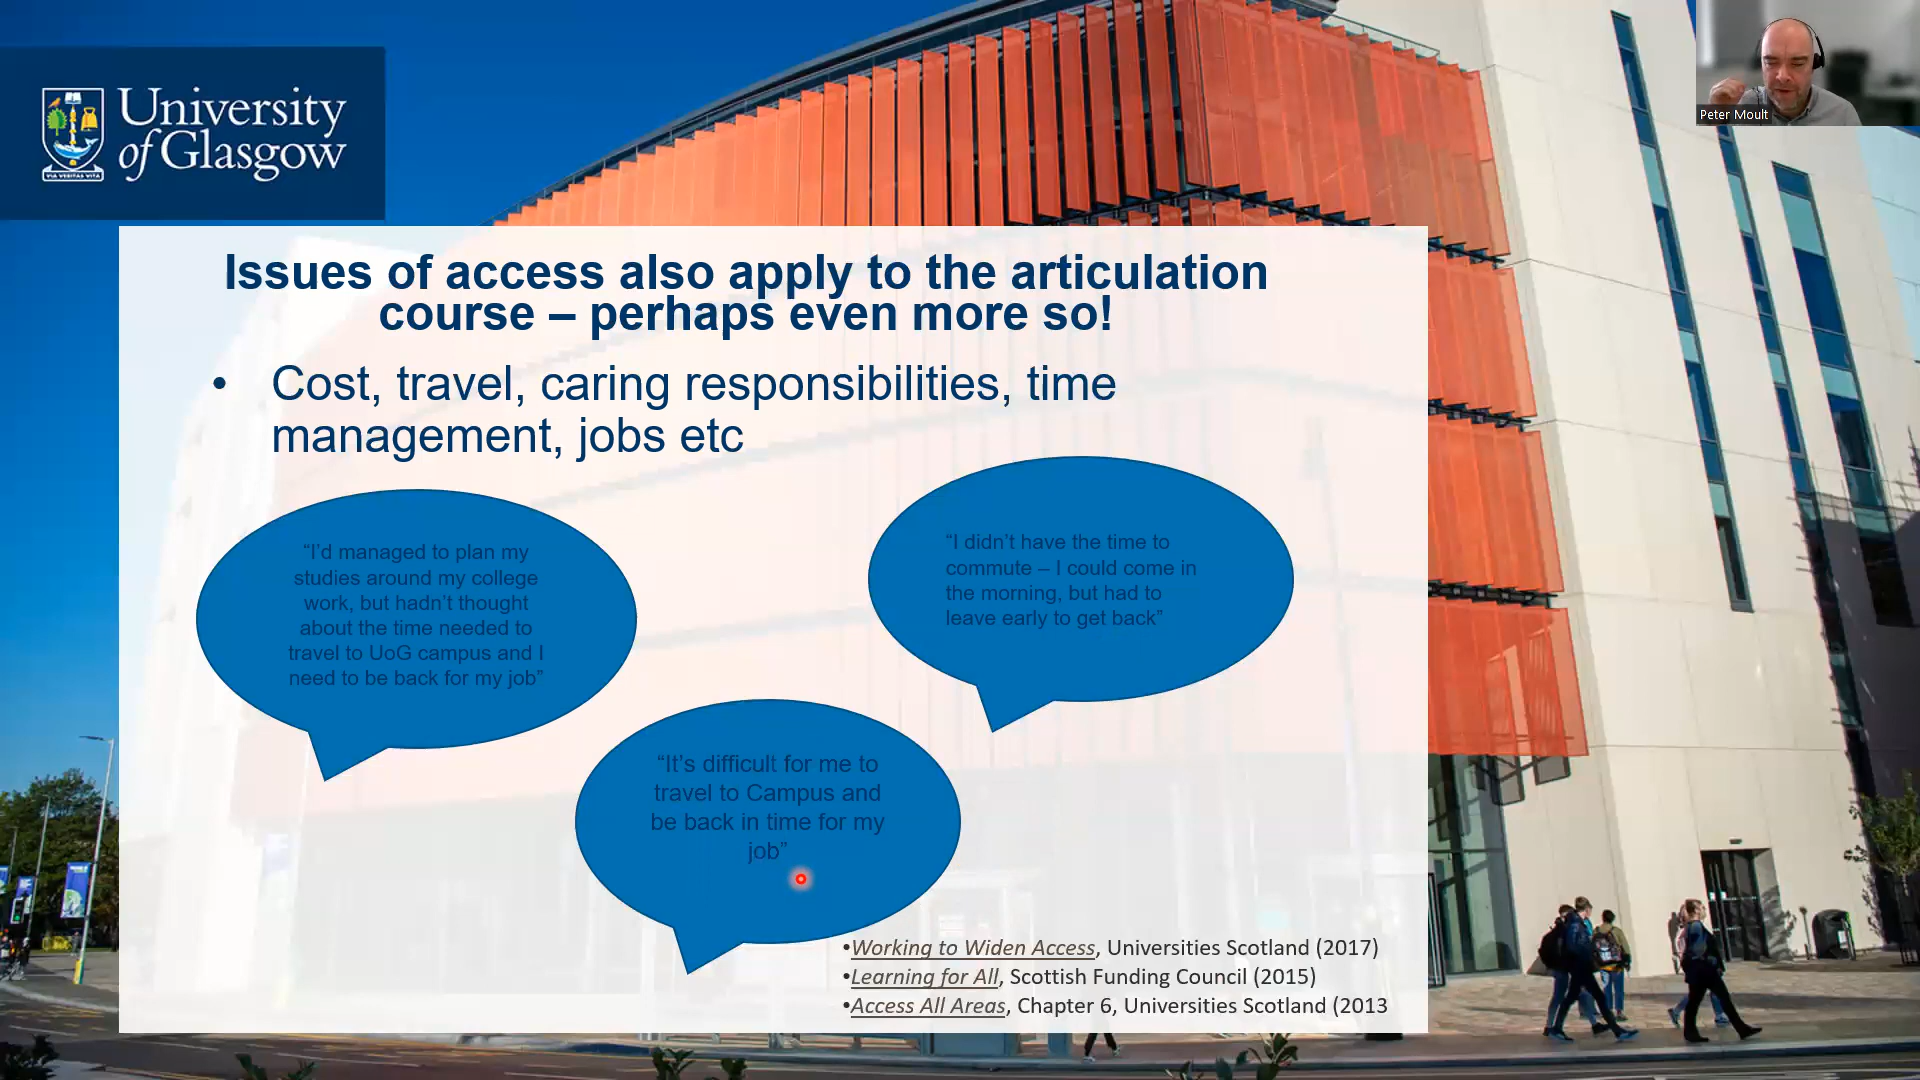 University
of Glasgow
VIA VERITAS VITA
Peter Moult
Issues of access also apply to the articulation
course – perhaps even more so!
• Cost, travel, caring responsibilities, time
management, jobs etc
“I’d managed to plan my
studies around my college
work, but hadn’t thought
about the time needed to
travel to UoG campus and I
need to be back for my job”
“I didn’t have the time to
commute – I could come in
the morning, but had to
leave early to get back”
“It’s difficult for me to
travel to Campus and
be back in time for my
job”
•Working to Widen Access, Universities Scotland (2017)
•Learning for All, Scottish Funding Council (2015)
•Access All Areas, Chapter 6, Universities Scotland (2013